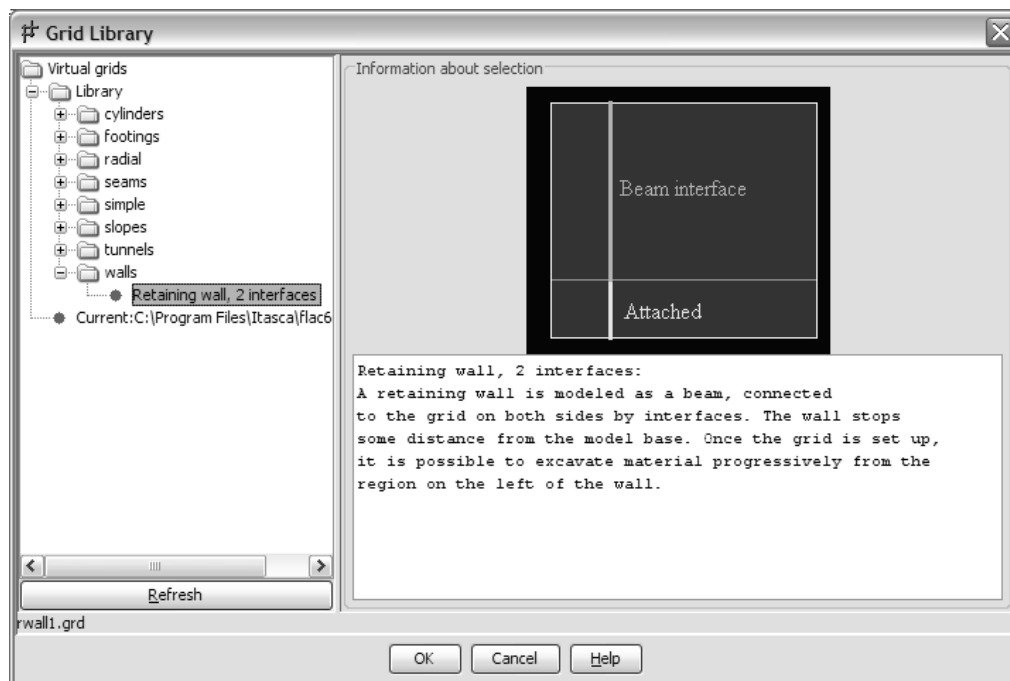 Grid Library
Virtual grids
Library
cylinders
footings
radial
seams
simple
slopes
tunnels
walls
Retaining wall, 2 interfaces
Current:C:\Program Files\Itasca\flac6
Refresh
rwall1.grd
Information about selection
Beam interface
Attached
Retaining wall, 2 interfaces:
A retaining wall is modeled as a beam, connected
to the grid on both sides by interfaces. The wall stops
some distance from the model base. Once the grid is set up,
it is possible to excavate material progressively from the
region on the left of the wall.
OK
Cancel
Help